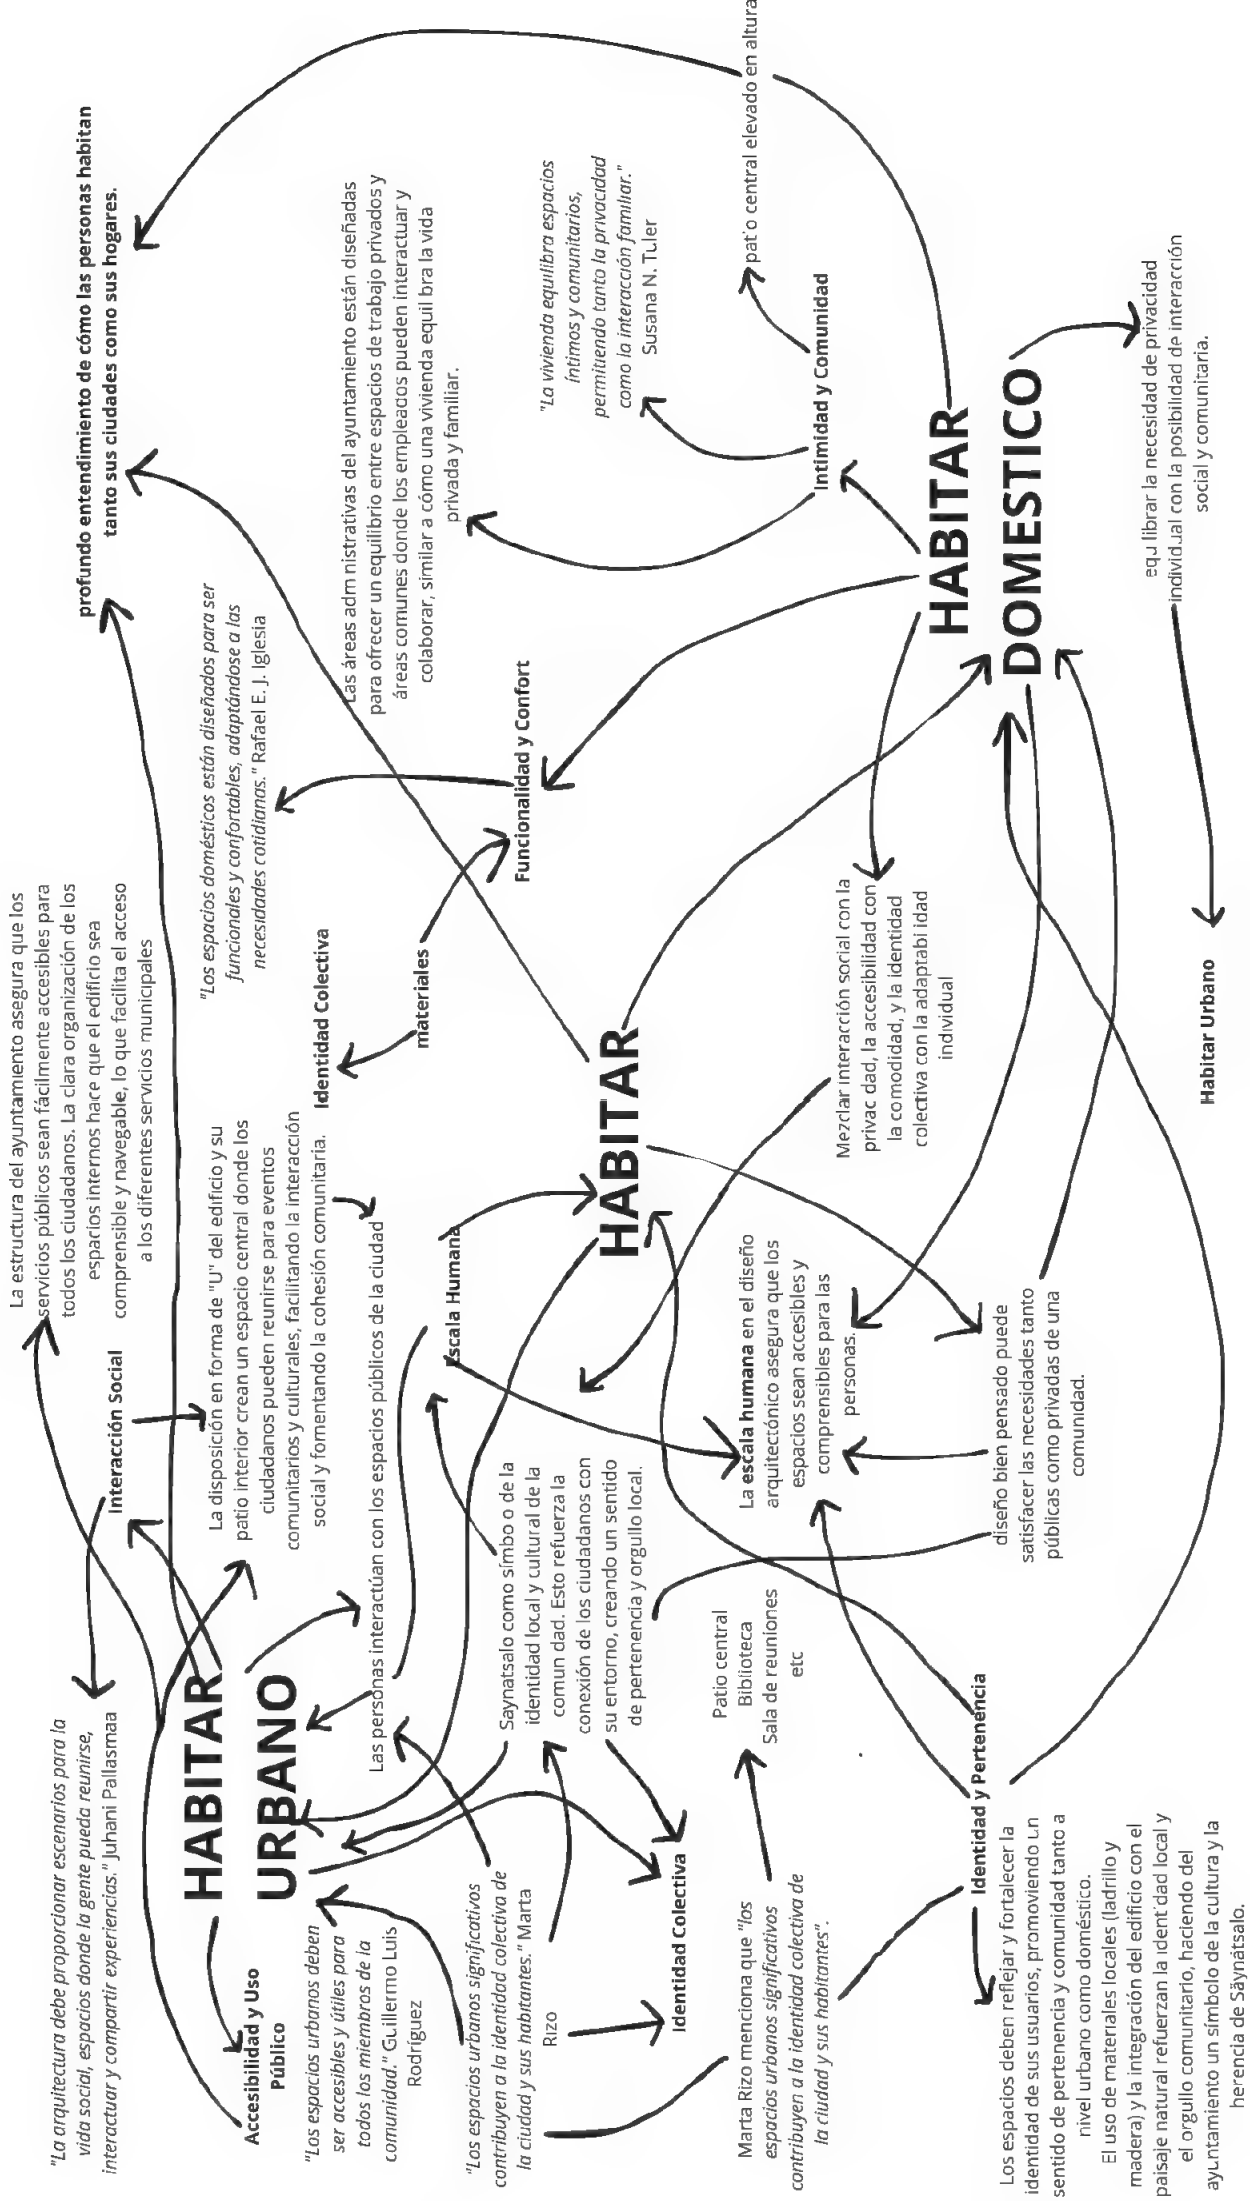 "La arquitectura debe proporcionar escenarios para la
vida social, espacios donde la gente pueda reunirse,
interactuar y compartir experiencias." Juhani Pallasmaa
Interacción Social
La estructura del ayuntamiento asegura que los
servicios públicos sean fácilmente accesibles para
todos los ciudadanos. La clara organización de los
espacios internos hace que el edificio sea
comprensible y navegable, lo que facilita el acceso
a los diferentes servicios municipales
profundo entendimiento de cómo las personas habitan
tanto sus ciudades como sus hogares.
HABITAR
URBANO
Accesibilidad y Uso
Público
"Los espacios urbanos deben
ser accesibles y útiles para
todos los miembros de la
comunidad." Guillermo Luis
Rodríguez
La disposición en forma de "U" del edificio y su
patio interior crean un espacio central donde los
ciudadanos pueden reunirse para eventos
comunitarios y culturales, facilitando la interacción
social y fomentando la cohesión comunitaria.
Las personas interactúan con los espacios públicos de la ciudad
"Los espacios domésticos están diseñados para ser
funcionales y confortables, adaptándose a las
necesidades cotidianas." Rafael E. J. Iglesia
Identidad Colectiva
materiales
Funcionalidad y Confort
Las áreas adm nistrativas del ayuntamiento están diseñadas
para ofrecer un equilibrio entre espacios de trabajo privados y
áreas comunes donde los empleados pueden interactuar y
colaborar, similar a cómo una vivienda equil bra la vida
privada y familiar.
"La vivienda equilibra espacios
íntimos y comunitarios,
permitiendo tanto la privacidad
como la interacción familiar."
Susana N. Tuler
pat o central elevado en altura
Intimidad y Comunidad
Escala Humana
HABITAR
"Los espacios urbanos significativos
contribuyen a la identidad colectiva de
la ciudad y sus habitantes." Marta
Rizo
Saynatsalo como símbo o de la
identidad local y cultural de la
comun dad. Esto refuerza la
conexión de los ciudadanos con
su entorno, creando un sentido
de pertenencia y orgullo local.
Identidad Colectiva
Marta Rizo menciona que "los
espacios urbanos significativos
contribuyen a la identidad colectiva de
la ciudad y sus habitantes".
Patio central
Biblioteca
Sala de reuniones
etc
La escala humana en el diseño
arquitectónico asegura que los
espacios sean accesibles y
comprensibles para las
personas.
Mezclar interacción social con la
privac dad, la accesibilidad con
la comodidad, y la identidad
colectiva con la adaptabi idad
individual
HABITAR
DOMESTICO
Identidad y Pertenencia
Los espacios deben reflejar y fortalecer la
identidad de sus usuarios, promoviendo un
sentido de pertenencia y comunidad tanto a
nivel urbano como doméstico.
El uso de materiales locales (ladrillo y
madera) y la integración del edificio con el
paisaje natural refuerzan la ident dad local y
el orgullo comunitario, haciendo del
ayuntamiento un símbolo de la cultura y la
herencia de Säynätsalo.
diseño bien pensado puede
satisfacer las necesidades tanto
públicas como privadas de una
comunidad.
equ librar la necesidad de privacidad
individual con la posibilidad de interacción
social y comunitaria.
Habitar Urbano